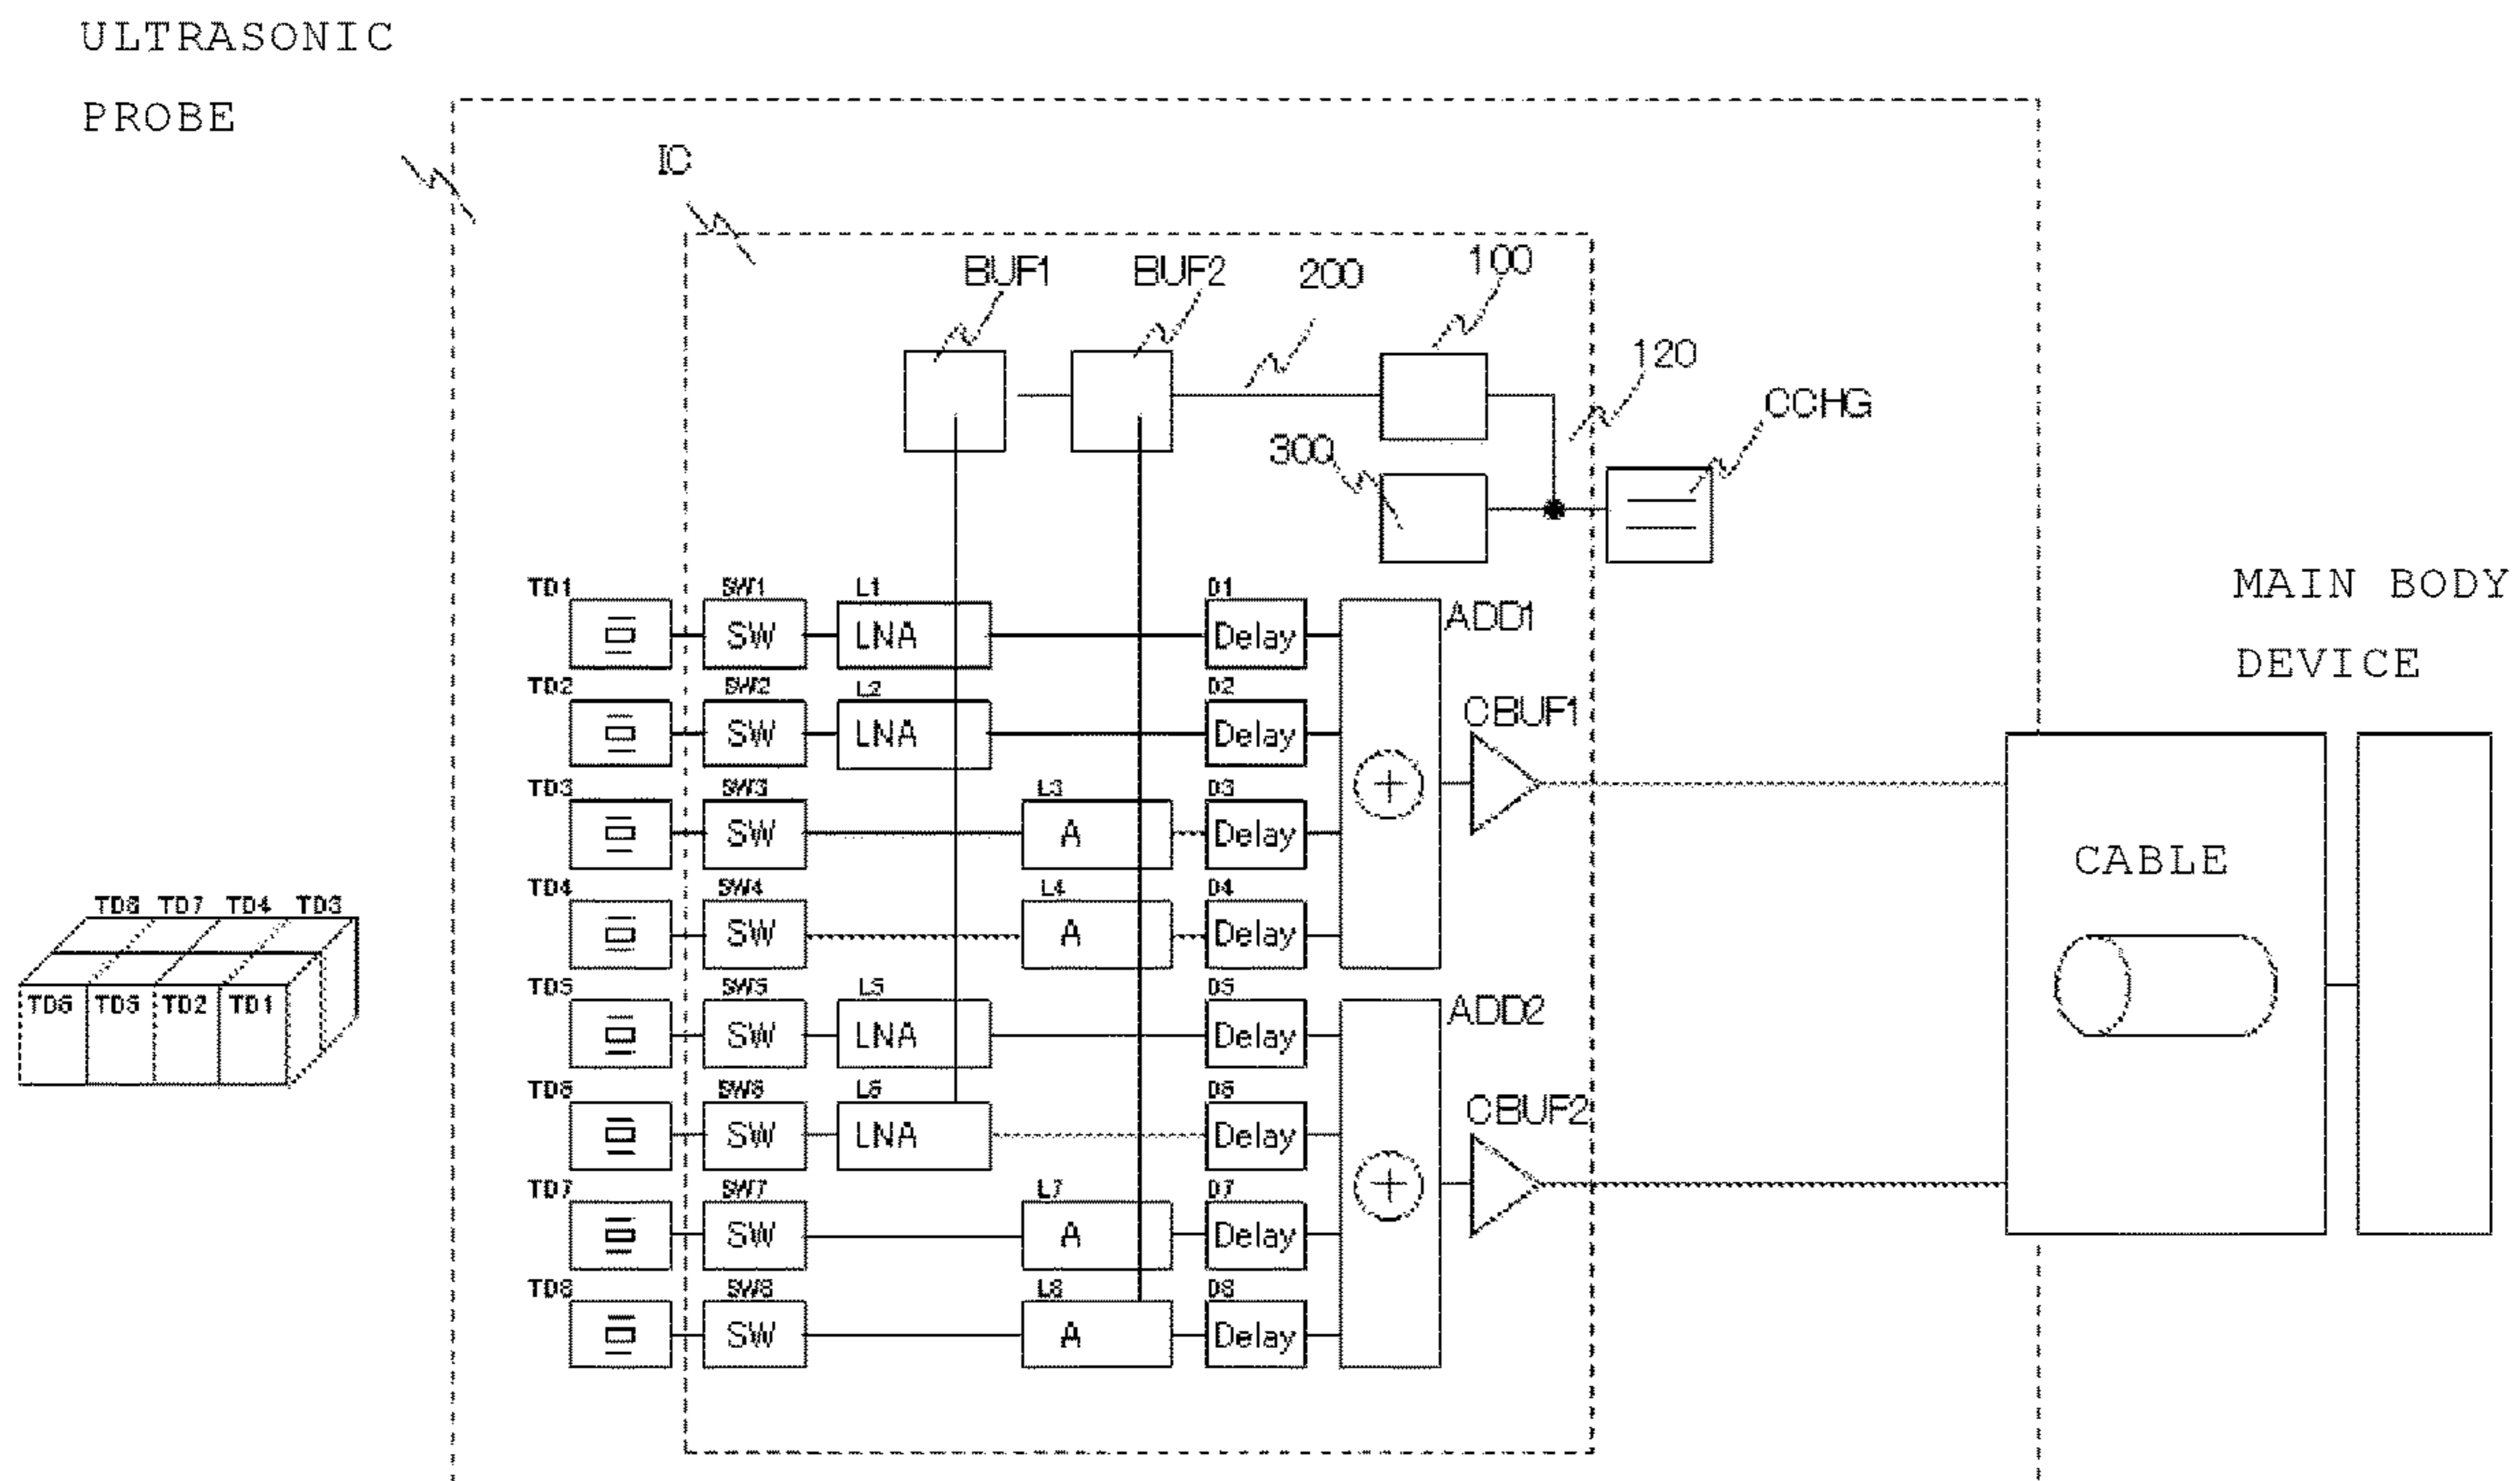 ULTRASONIC
PROBE
IC
BUF1 BUF2 200 100
120
CCHG
300
TD1 SW1 L1 D1
SW LNA Delay ADD1
TD2 SW2 L2 D2
SW LNA Delay
CBUF1
TD3 SW3 L3 D3
SW A Delay
TD4 SW4 L4 D4
SW A Delay
TD5 SW5 L5 D5
SW LNA Delay ADD2
TD6 SW6 L6 D6
SW LNA Delay
CBUF2
TD7 SW7 L7 D7
SW A Delay
TD8 SW8 L8 D8
SW A Delay
TD8 TD7 TD4 TD3
TD6 TD5 TD2 TD1
MAIN BODY
DEVICE
CABLE